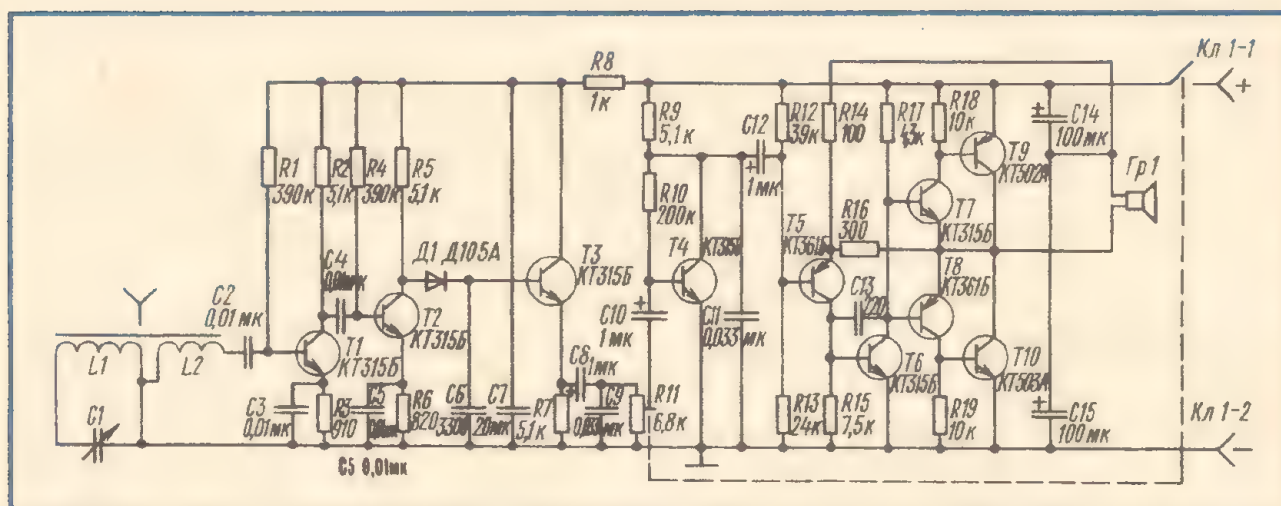 Кл 1-1
+
R8
1к
R9
5,1к
C12
1мк
R12
39к
R14
100
R17
43к
R18
10к
C14
100мк
T9
КТ502А
Гр1
R1
390к
R2
5,1к
R4
390к
R5
5,1к
R10
200к
T7
КТ315Б
C4
Д1 Д105А
T3
КТ315Б
T4
T5
КТ361Б
R16
300
T8
КТ361Б
C13
220
C2
0,01мк
T2
КТ315Б
L1
L2
T1
КТ315Б
C10
1мк
C11
0,033мк
T6
КТ315Б
T10
КТ503А
C1
C3
0,01мк
R3
910
C5
R6
820
C6
3300
C7
20мк
C8
1мк
R7
5,1к
C9
R11
6,8к
R13
24к
R15
7,5к
R19
10к
C15
100мк
Кл 1-2
C5 0,01мк